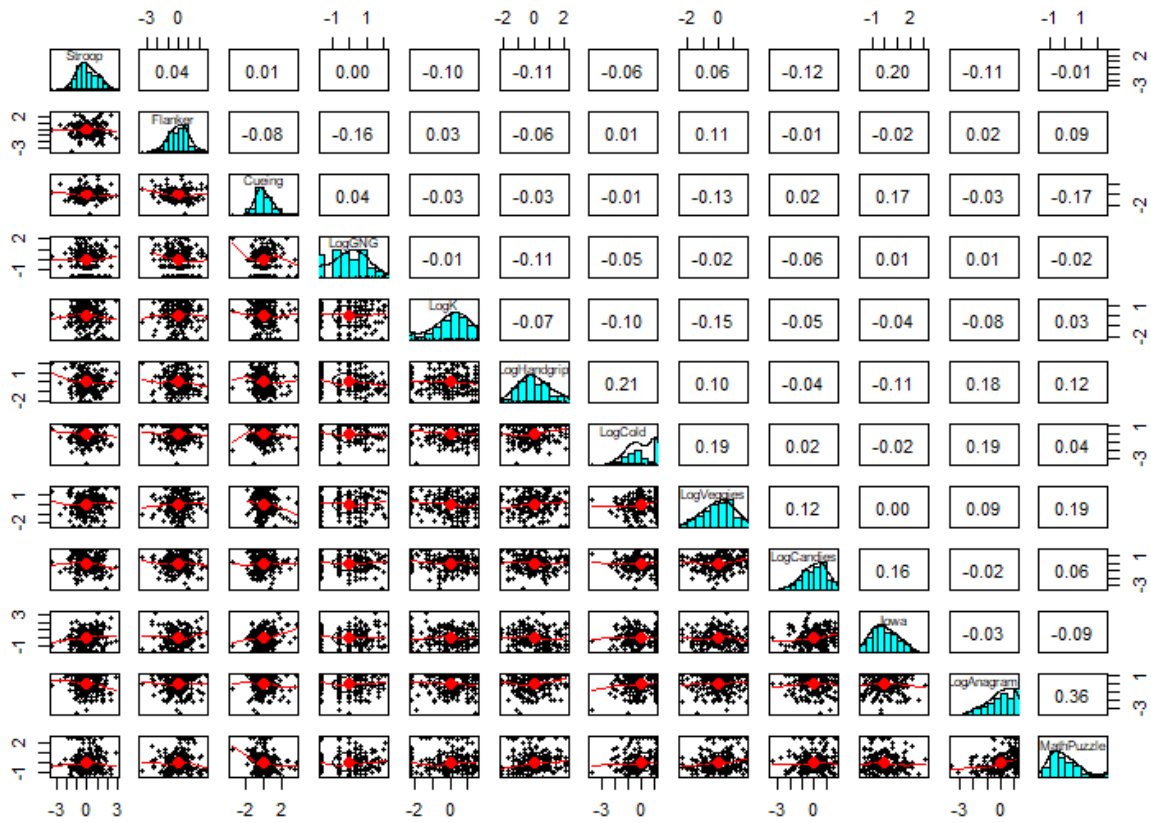 -3 0 -1 1 -2 0 2 -2 0 2 -1 2 -1 1
Stroop 0.04 0.01 0.00 -0.10 -0.11 -0.06 0.06 -0.12 0.20 -0.11 -0.01 -3 2
-3 2 Flanker -0.08 -0.16 0.03 -0.06 0.01 0.11 -0.01 -0.02 0.02 0.09
Cueing 0.04 -0.03 -0.03 -0.01 -0.13 0.02 0.17 -0.03 -0.17 -2
-1 2 LogGNG -0.01 -0.11 -0.05 -0.02 -0.06 0.01 0.01 -0.02
LogK -0.07 -0.10 -0.15 -0.05 -0.04 -0.08 0.03 -2 1
-2 1 LogHandgrip 0.21 0.10 -0.04 -0.11 0.18 0.12
LogCold 0.19 0.02 -0.02 0.19 0.04 -3 1
-2 1 LogVeggies 0.12 0.00 0.09 0.19
LogCandies 0.16 -0.02 0.06 -3 1
-1 3 Iowa -0.03 -0.09
LogAnagram 0.36 -3 1
-1 2 MathPuzzle
-3 0 3 -2 2 -2 0 -3 0 -3 0 -3 0